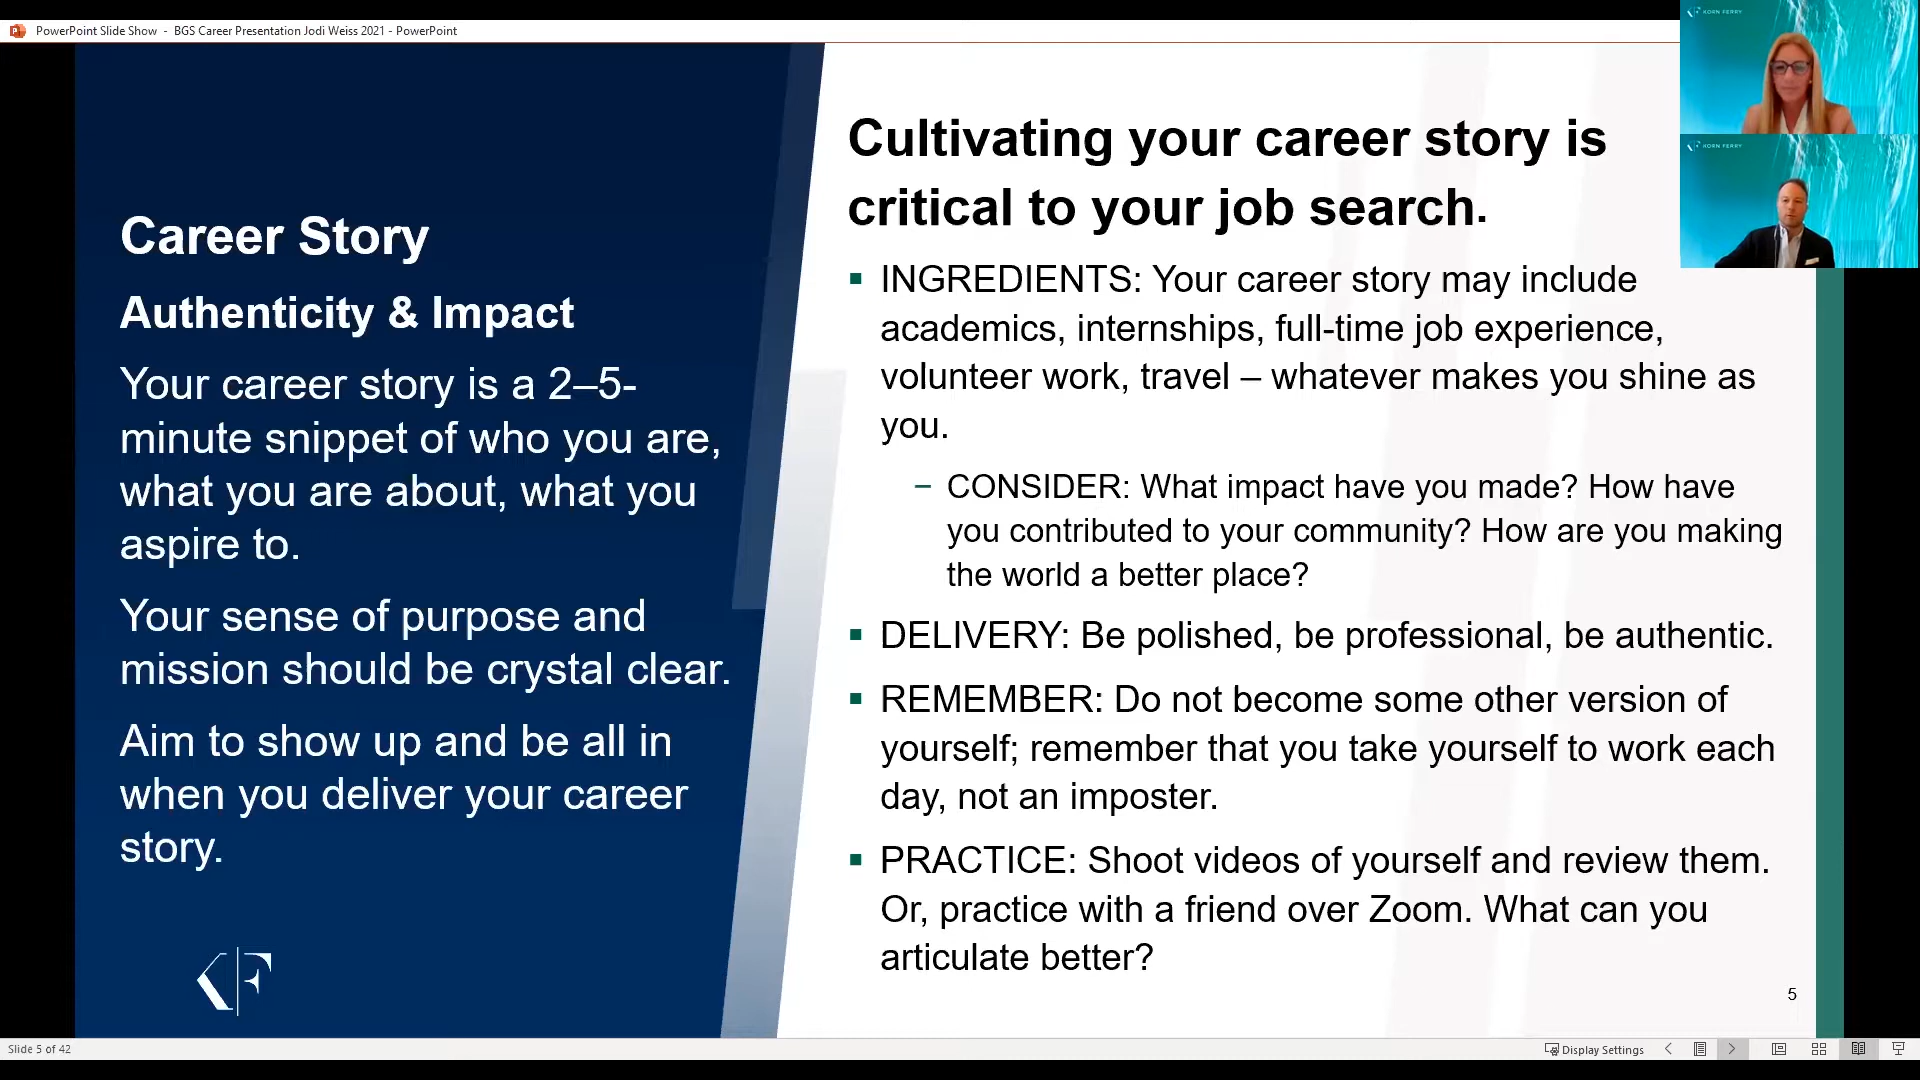 PowerPoint Slide Show - BGS Career Presentation Jodi Weiss 2021 - PowerPoint
KORN FERRY
KORN FERRY
Career Story
Authenticity & Impact
Your career story is a 2–5-
minute snippet of who you are,
what you are about, what you
aspire to.
Your sense of purpose and
mission should be crystal clear.
Aim to show up and be all in
when you deliver your career
story.
KF
Cultivating your career story is
critical to your job search.
▪ INGREDIENTS: Your career story may include
academics, internships, full-time job experience,
volunteer work, travel – whatever makes you shine as
you.
– CONSIDER: What impact have you made? How have
you contributed to your community? How are you making
the world a better place?
▪ DELIVERY: Be polished, be professional, be authentic.
▪ REMEMBER: Do not become some other version of
yourself; remember that you take yourself to work each
day, not an imposter.
▪ PRACTICE: Shoot videos of yourself and review them.
Or, practice with a friend over Zoom. What can you
articulate better?
5
Slide 5 of 42
Display Settings